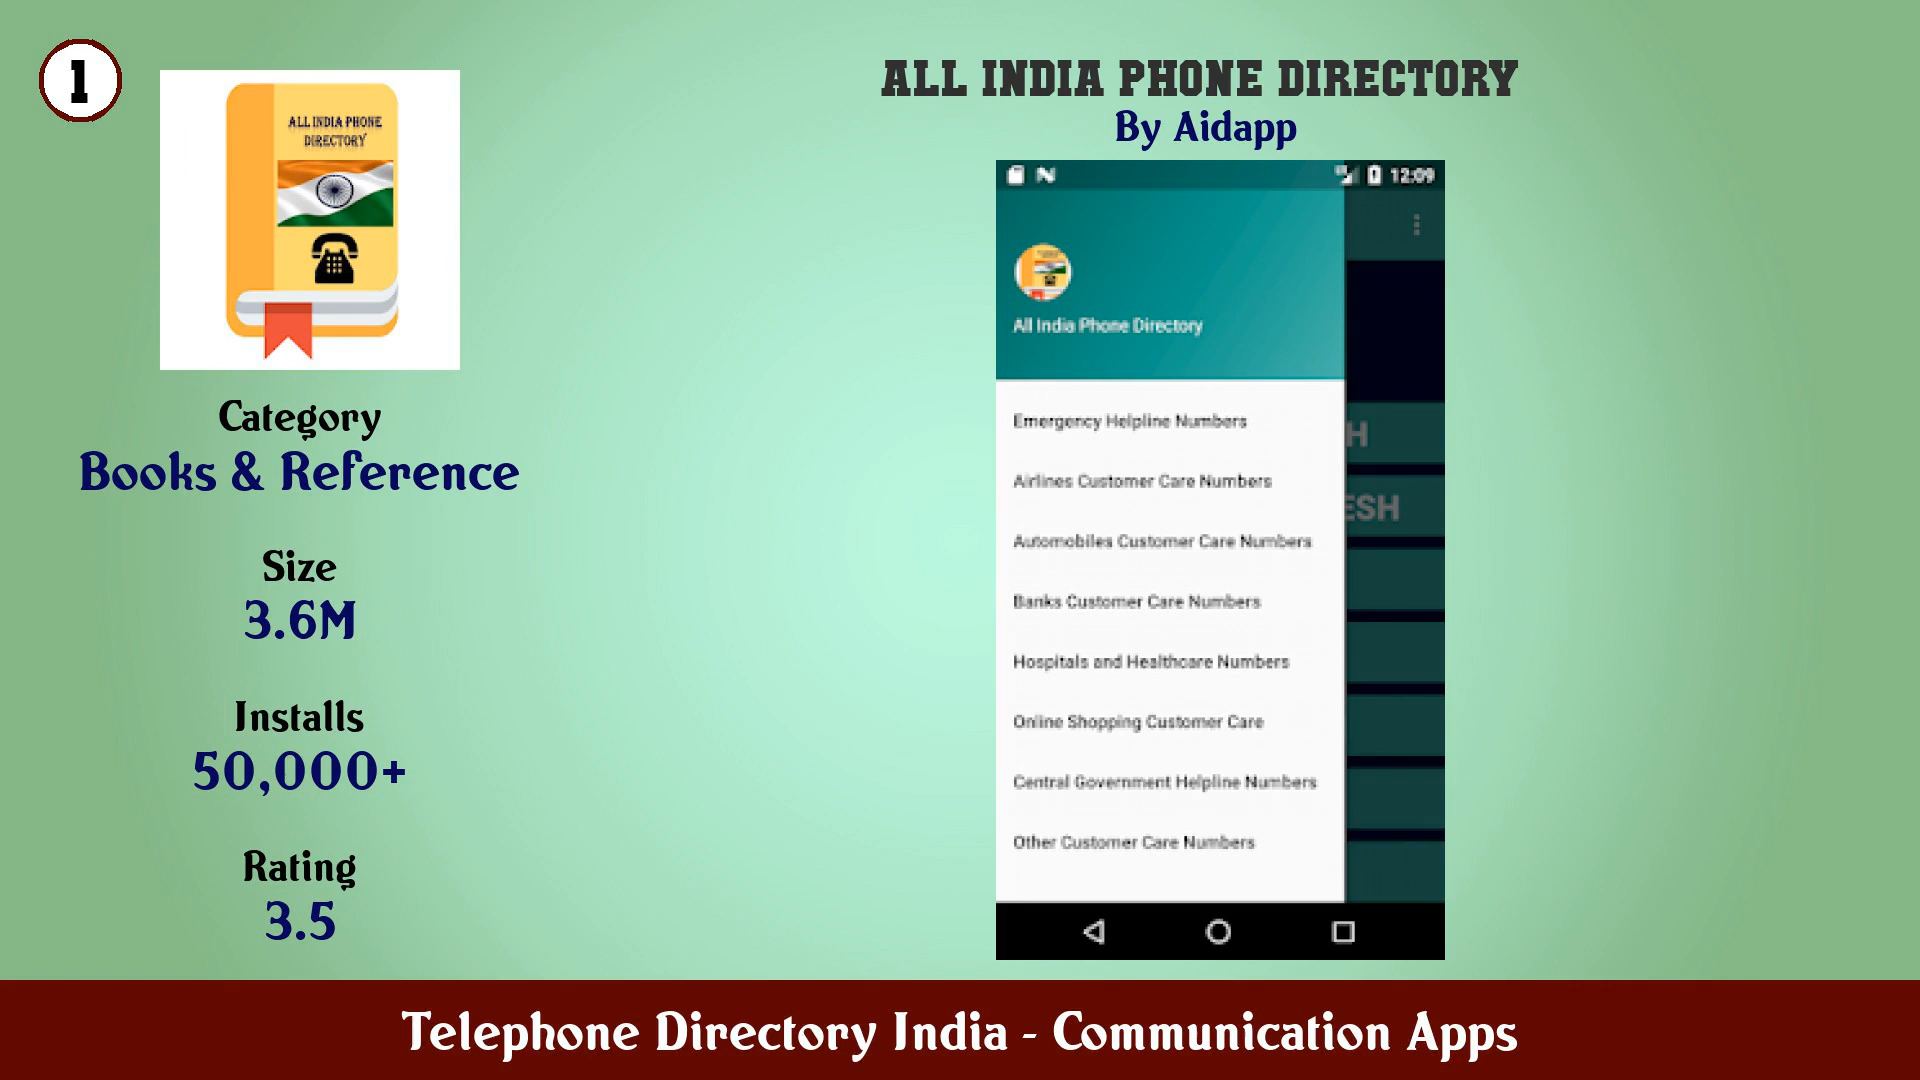 1
ALL INDIA PHONE
DIRECTORY
Category
Books & Reference
Size
3.6M
Installs
50,000+
Rating
3.5
ALL INDIA PHONE DIRECTORY
By Aidapp
12:09
All India Phone Directory
Emergency Helpline Numbers
Airlines Customer Care Numbers
Automobiles Customer Care Numbers
Banks Customer Care Numbers
Hospitals and Healthcare Numbers
Online Shopping Customer Care
Central Government Helpline Numbers
Other Customer Care Numbers
H
ESH
Telephone Directory India - Communication Apps